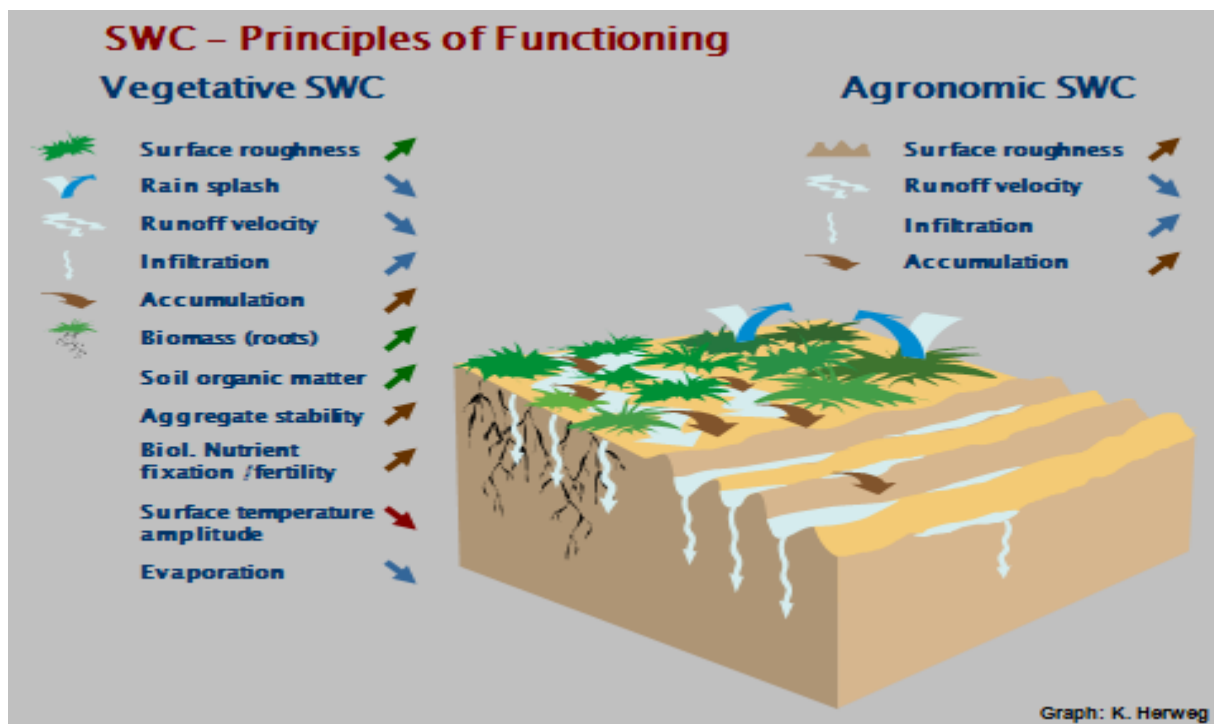 SWC – Principles of Functioning
Vegetative SWC
Surface roughness
Rain splash
Runoff velocity
Infiltration
Accumulation
Biomass (roots)
Soil organic matter
Aggregate stability
Biol. Nutrient
fixation /fertility
Surface temperature
amplitude
Evaporation
Agronomic SWC
Surface roughness
Runoff velocity
Infiltration
Accumulation
Graph: K. Herweg